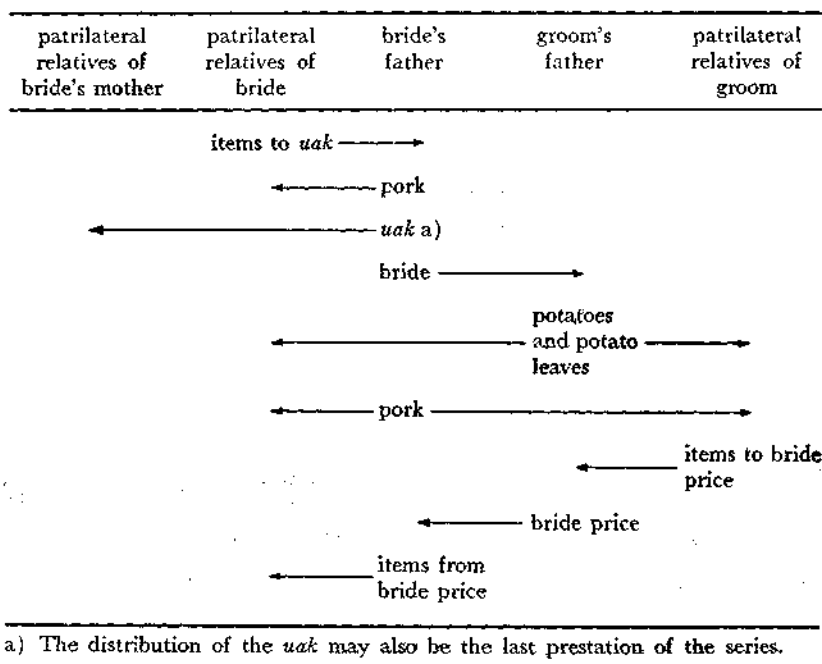 patrilateral relatives of bride's mother
patrilateral relatives of bride
bride's father
groom's father
patrilateral relatives of groom
items to uak
pork
uak a)
bride
potatoes
and potato
leaves
pork
items to bride
price
bride price
items from
bride price
a) The distribution of the uak may also be the last prestation of the series.